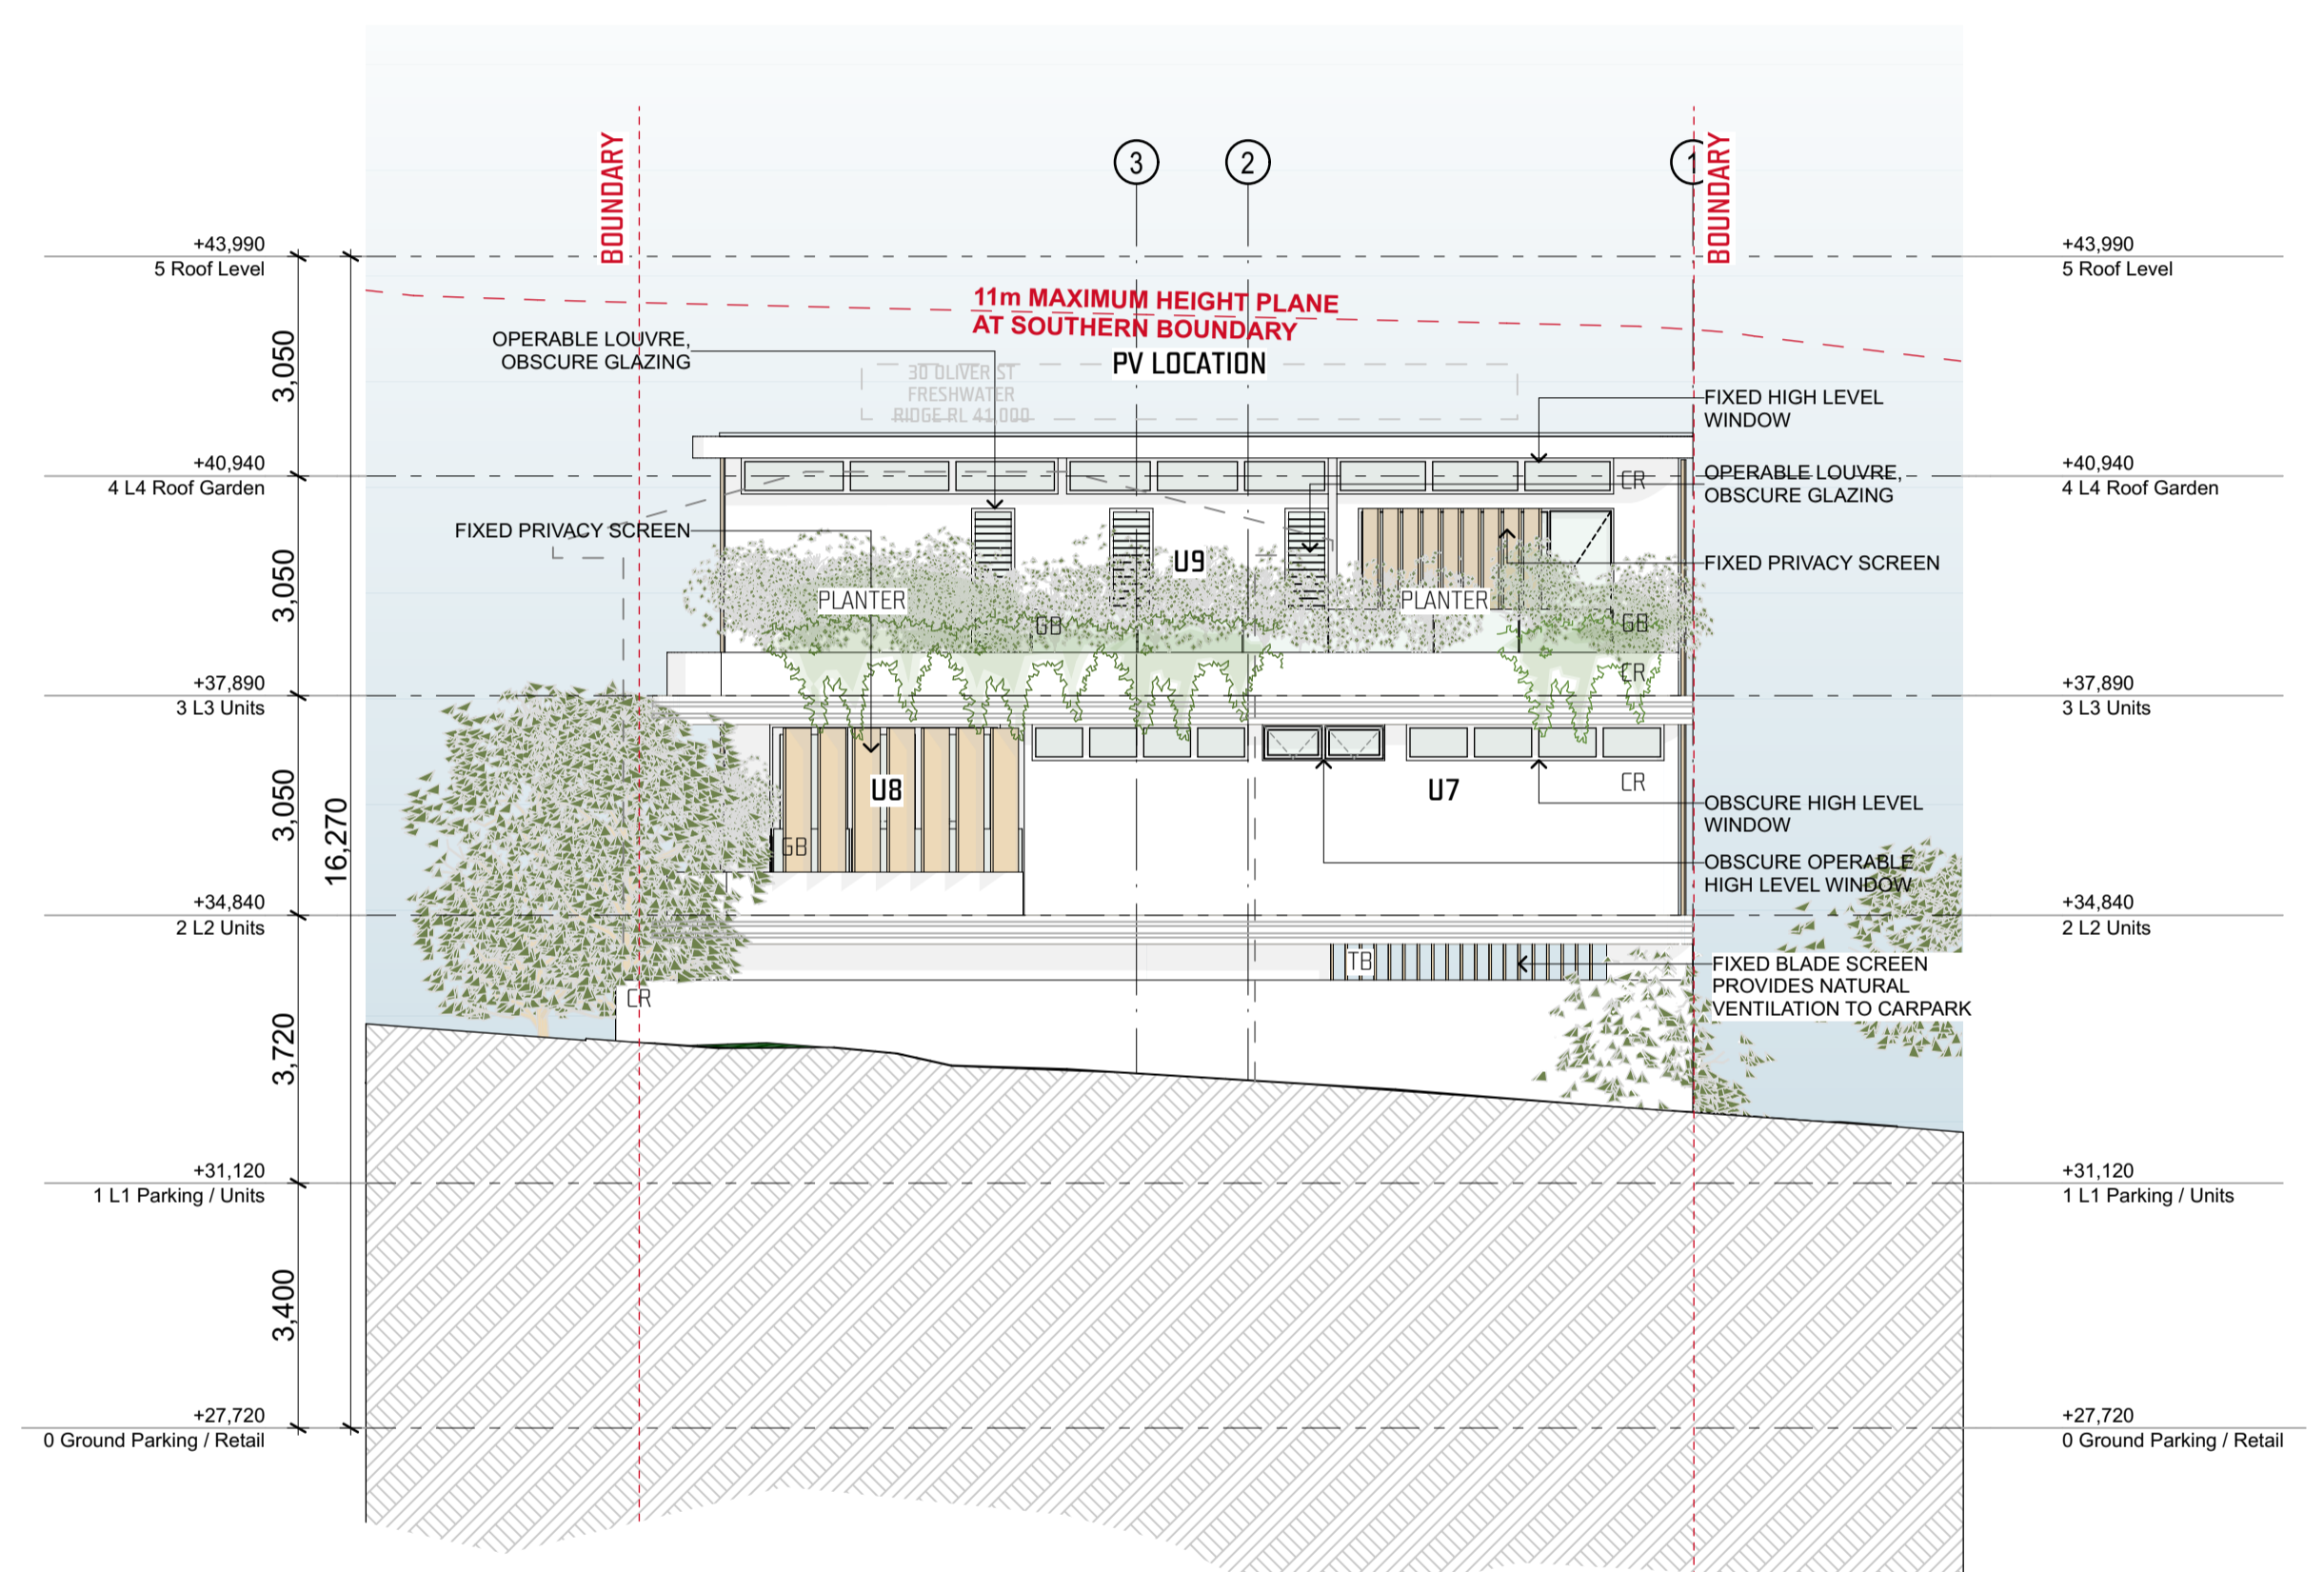 BOUNDARY
BOUNDARY
3
2
1
+43,990
5 Roof Level
+43,990
5 Roof Level
11m MAXIMUM HEIGHT PLANE
AT SOUTHERN BOUNDARY
OPERABLE LOUVRE,
OBSCURE GLAZING
PV LOCATION
30 OLIVER ST
FRESHWATER
RIDGE RL 41,000
3,050
FIXED HIGH LEVEL
WINDOW
+40,940
4 L4 Roof Garden
CR
OPERABLE LOUVRE,
OBSCURE GLAZING
+40,940
4 L4 Roof Garden
FIXED PRIVACY SCREEN
U9
FIXED PRIVACY SCREEN
3,050
PLANTER
PLANTER
GB
GB
CR
+37,890
3 L3 Units
+37,890
3 L3 Units
3,050
16,270
U8
U7
CR
OBSCURE HIGH LEVEL
WINDOW
GB
OBSCURE OPERABLE
HIGH LEVEL WINDOW
+34,840
2 L2 Units
+34,840
2 L2 Units
TB
FIXED BLADE SCREEN
PROVIDES NATURAL
VENTILATION TO CARPARK
CR
3,720
+31,120
1 L1 Parking / Units
+31,120
1 L1 Parking / Units
3,400
+27,720
0 Ground Parking / Retail
+27,720
0 Ground Parking / Retail